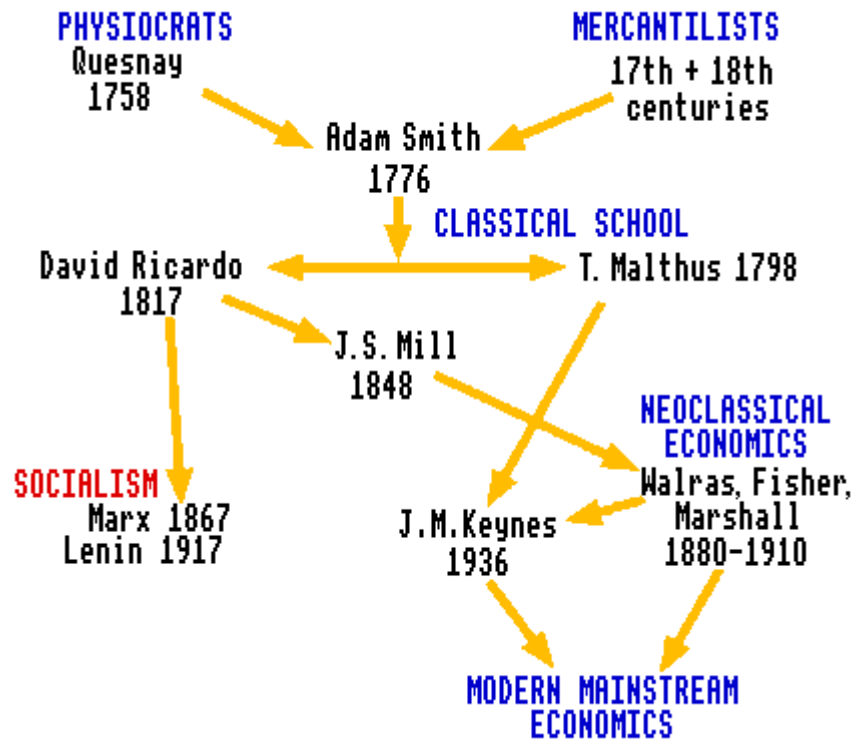 PHYSIOCRATS
Quesnay
1758
MERCANTILISTS
17th + 18th
centuries
Adam Smith
1776
CLASSICAL SCHOOL
David Ricardo
1817
T. Malthus 1798
J.S. Mill
1848
NEOCLASSICAL
ECONOMICS
Walras, Fisher,
Marshall
1880-1910
SOCIALISM
Marx 1867
Lenin 1917
J.M.Keynes
1936
MODERN MAINSTREAM
ECONOMICS